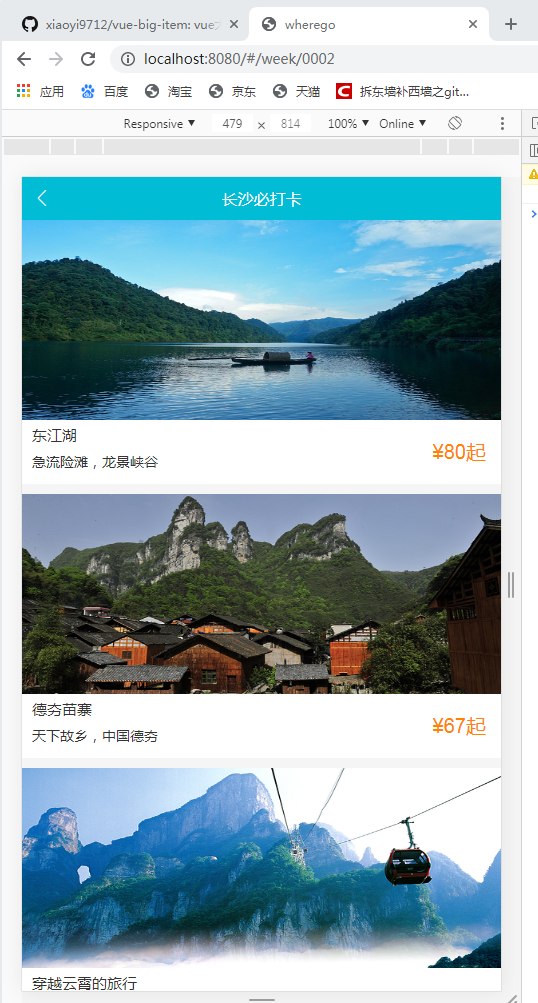 xiaoyi9712/vue-big-item: vue
wherego
localhost:8080/#/week/0002
应用
百度
淘宝
京东
天猫
拆东墙补西墙之git...
Responsive ▼ 479 × 814 100% ▼ Online ▼
长沙必打卡
东江湖
急流险滩，龙景峡谷
¥80起
德夯苗寨
天下故乡，中国德夯
¥67起
穿越云霄的旅行